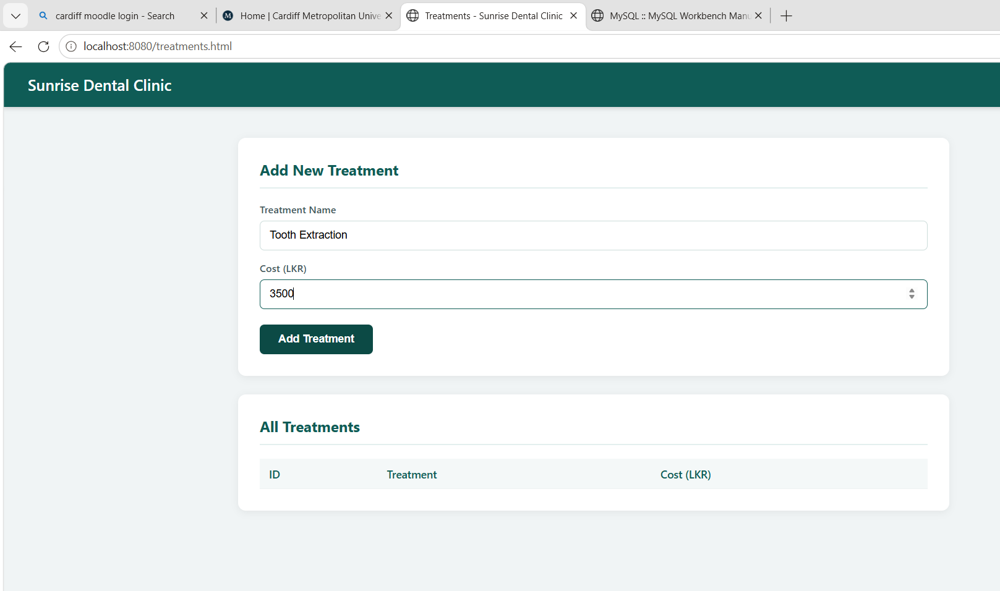 cardiff moodle login - Search
Home | Cardiff Metropolitan Unive
Treatments - Sunrise Dental Clinic
MySQL :: MySQL Workbench Manu
localhost:8080/treatments.html
Sunrise Dental Clinic
Add New Treatment
Treatment Name
Tooth Extraction
Cost (LKR)
3500
Add Treatment
All Treatments
ID Treatment Cost (LKR)